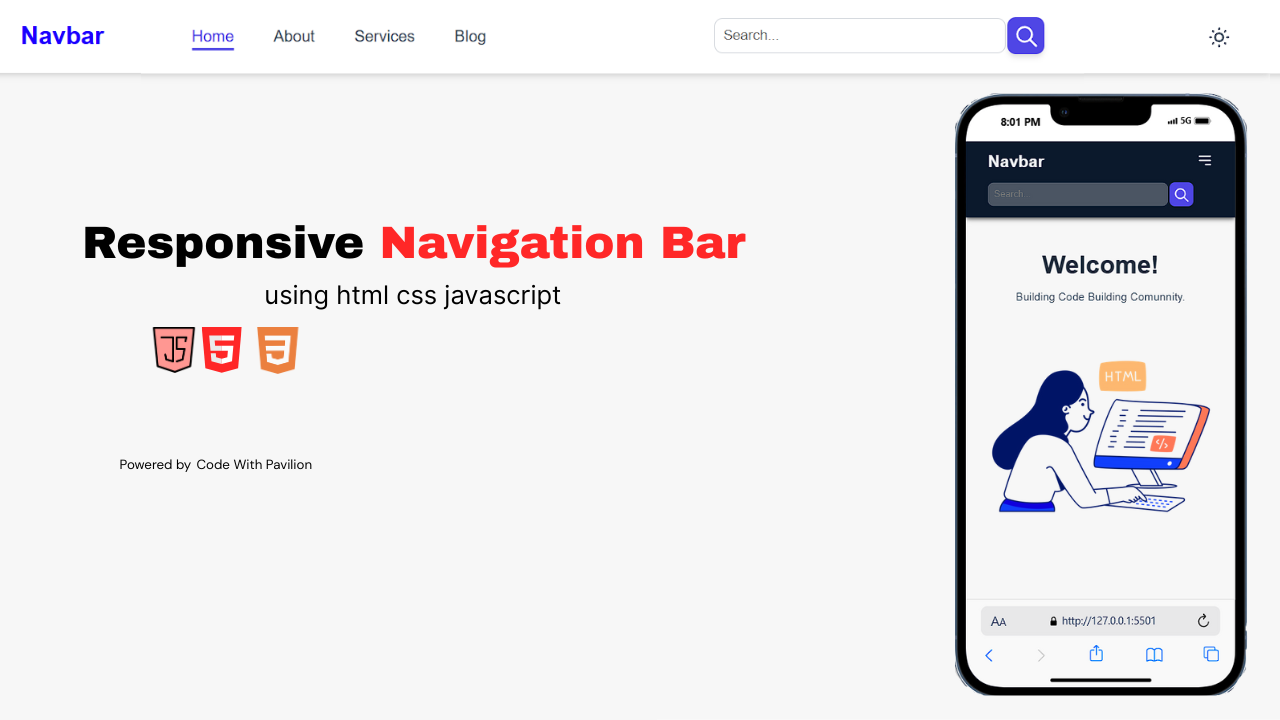 Navbar
Home About Services Blog
Search...
Responsive Navigation Bar
using html css javascript
JS 5 3
Powered by Code With Pavilion
8:01 PM 5G
Navbar
Search...
Welcome!
Building Code Building Comunnity.
HTML
</>
AA http://127.0.0.1:5501